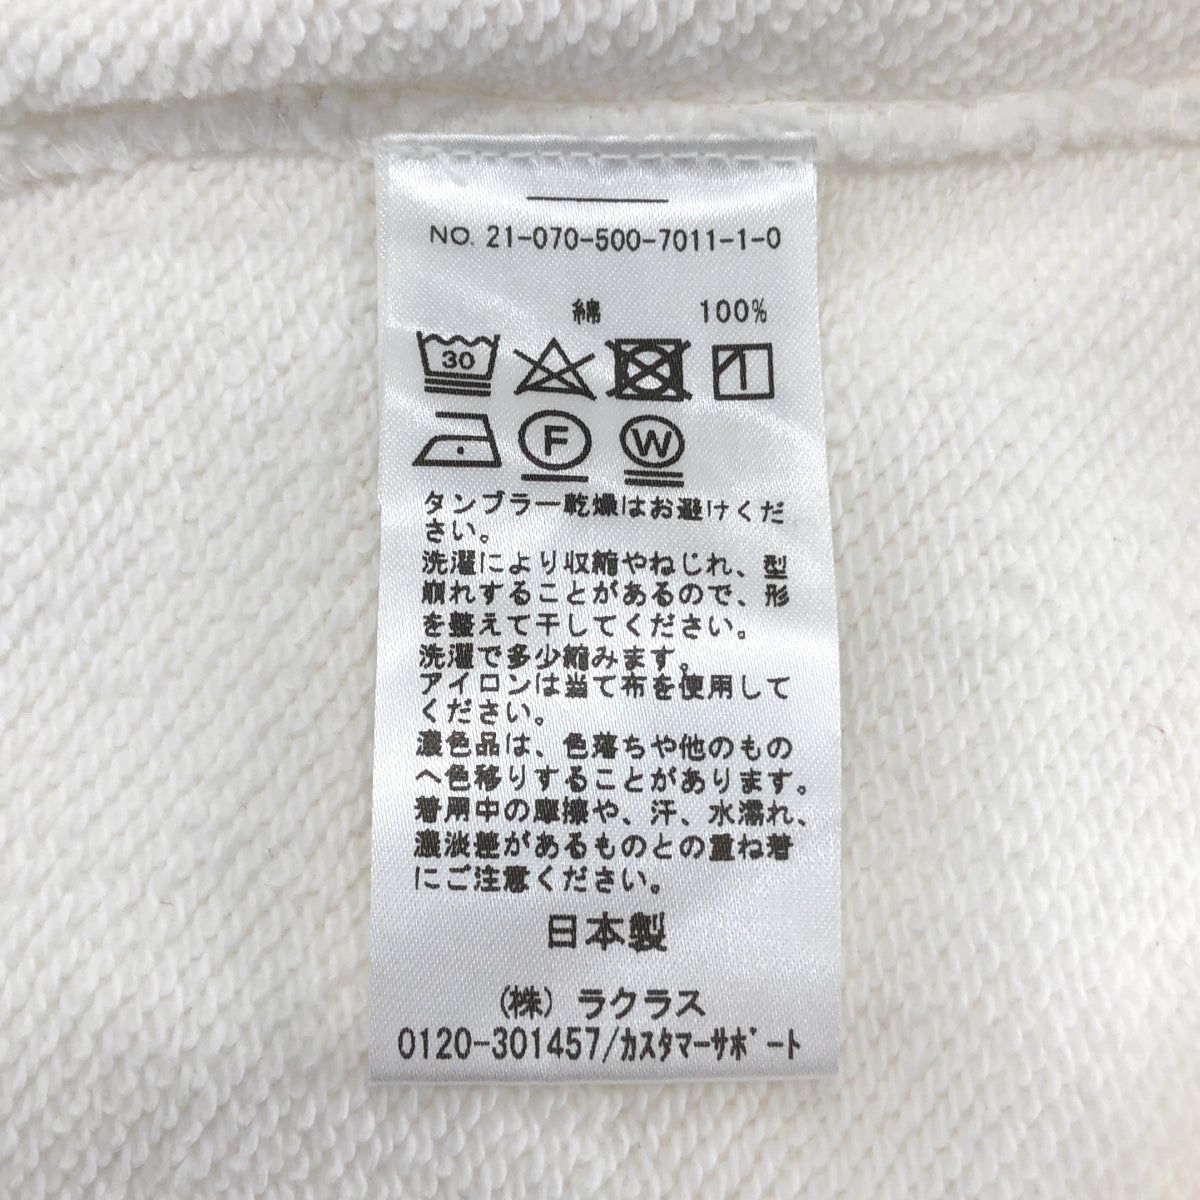 NO. 21-070-500-7011-1-0
綿 100%
30
F W
タンブラー乾燥はお避けくだ
さい。
洗濯により収縮やねじれ、型
崩れすることがあるので、形
を整えて干してください。
洗濯で多少縮みます。
アイロンは当て布を使用して
ください。
濃色品は、色落ちや他のもの
へ色移りすることがあります。
着用中の摩擦や、汗、水濡れ、
濃淡差があるものとの重ね着
にご注意ください。
日本製
(株) ラクラス
0120-301457/カスタマーサポート